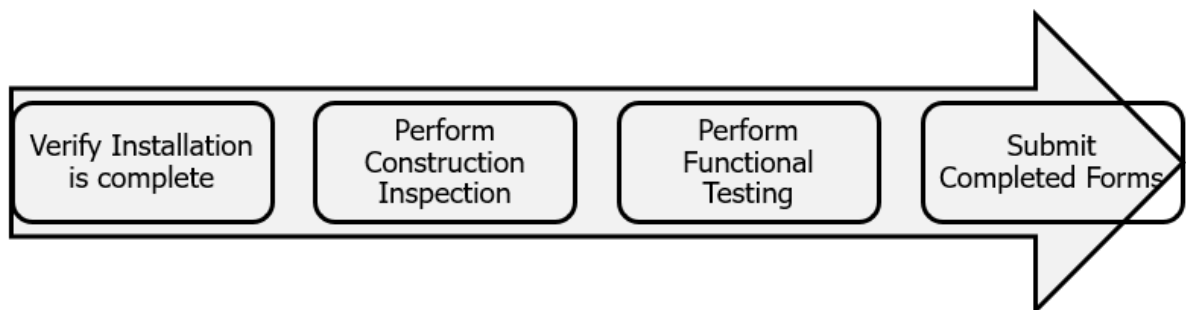 Verify Installation
is complete
Perform
Construction
Inspection
Perform
Functional
Testing
Submit
Completed Forms